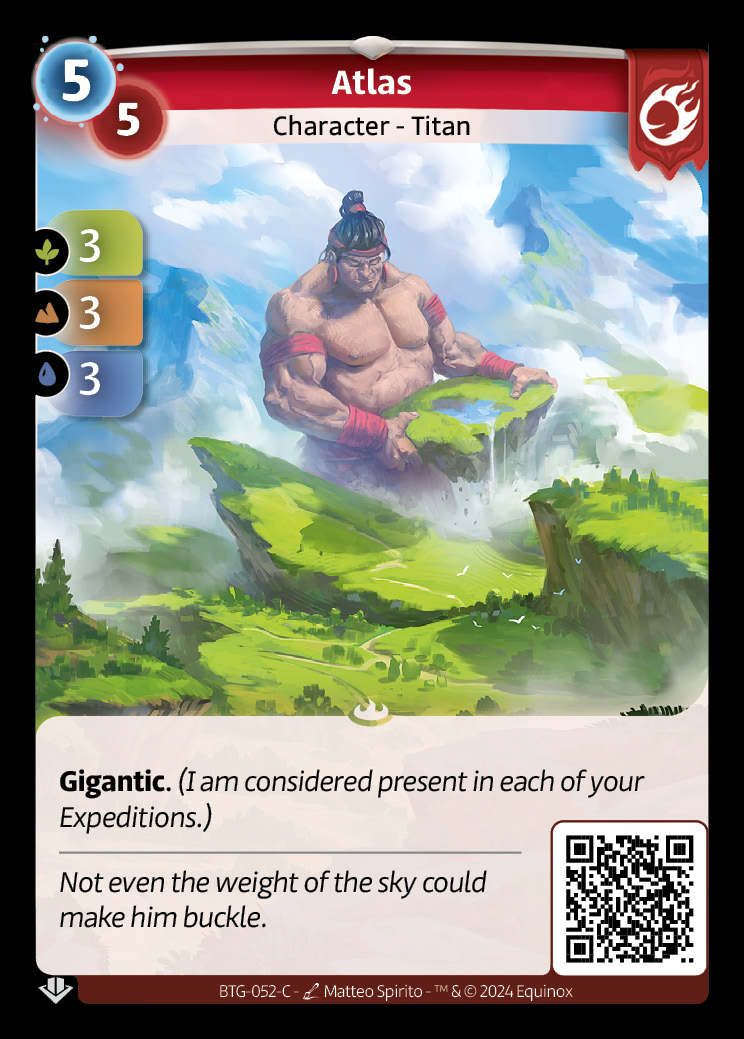 5
5
Atlas
Character - Titan
3
3
3
Gigantic. (I am considered present in each of your
Expeditions.)
Not even the weight of the sky could
make him buckle.
BTG-052-C - Matteo Spirito - ™ & © 2024 Equinox